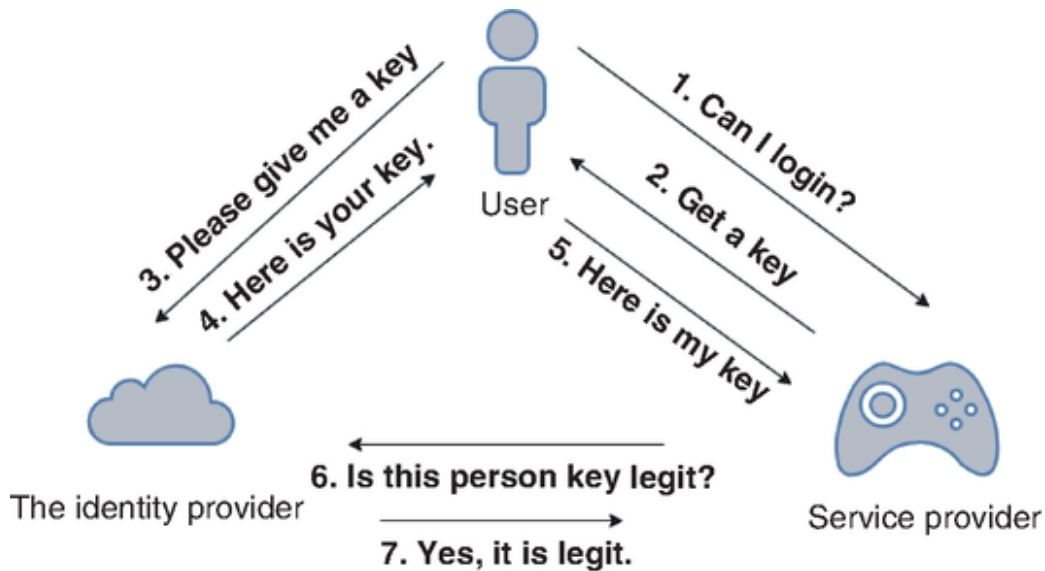 1. Can I login?
2. Get a key
3. Please give me a key
4. Here is your key.
User
5. Here is my key
6. Is this person key legit?
The identity provider
Service provider
7. Yes, it is legit.